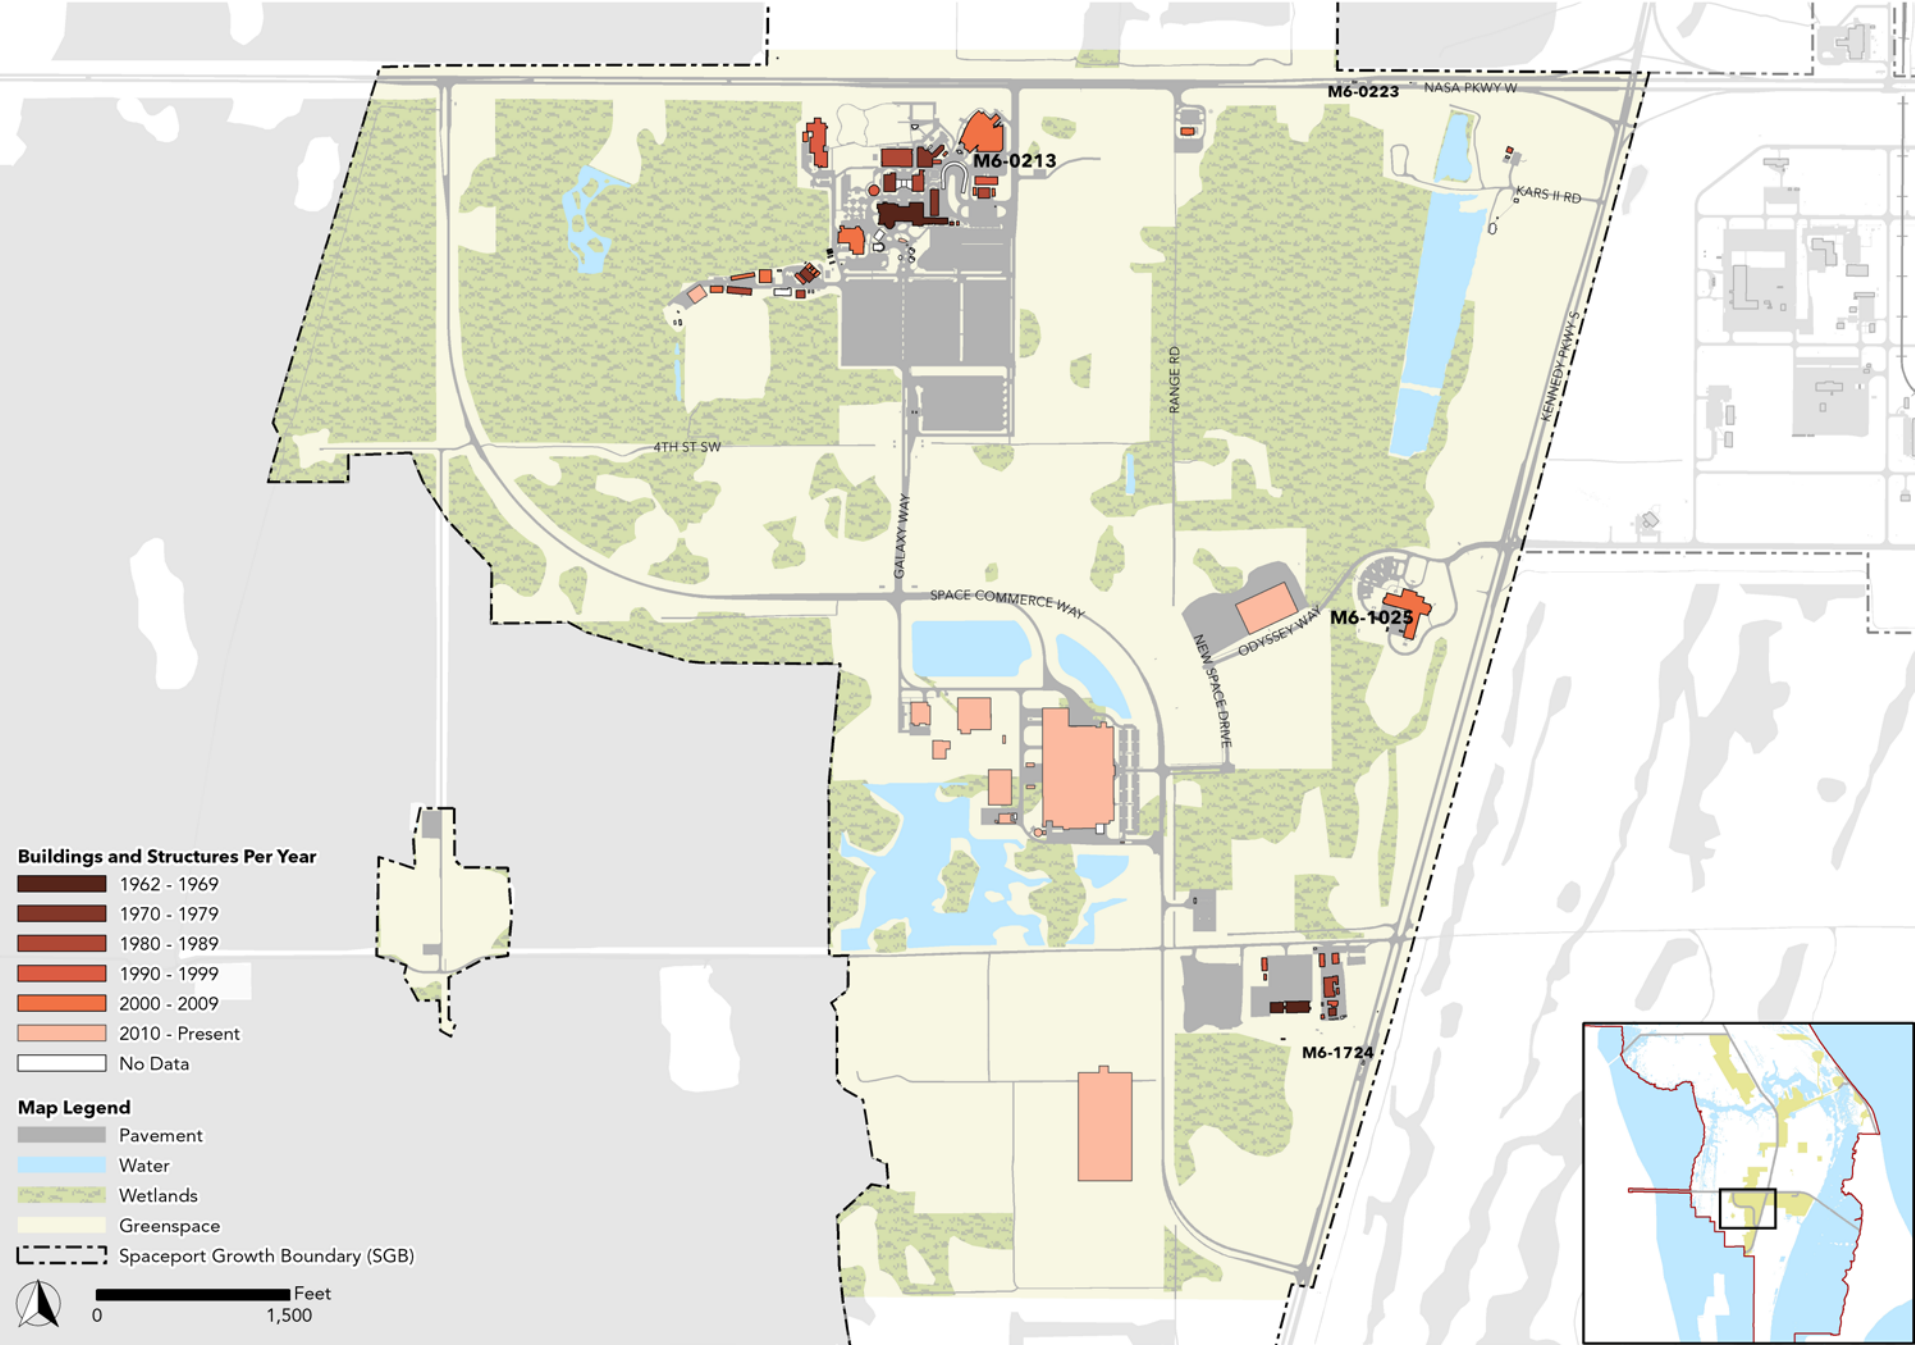 M6-0223
NASA PKWY W
M6-0213
KARS II RD
KENNEDY PKWY S
RANGE RD
4TH ST SW
GALAXY WAY
SPACE COMMERCE WAY
M6-1025
ODYSSEY WAY
NEW SPACE DRIVE
M6-1724
Buildings and Structures Per Year
1962 - 1969
1970 - 1979
1980 - 1989
1990 - 1999
2000 - 2009
2010 - Present
No Data
Map Legend
Pavement
Water
Wetlands
Greenspace
Spaceport Growth Boundary (SGB)
Feet
0 1,500